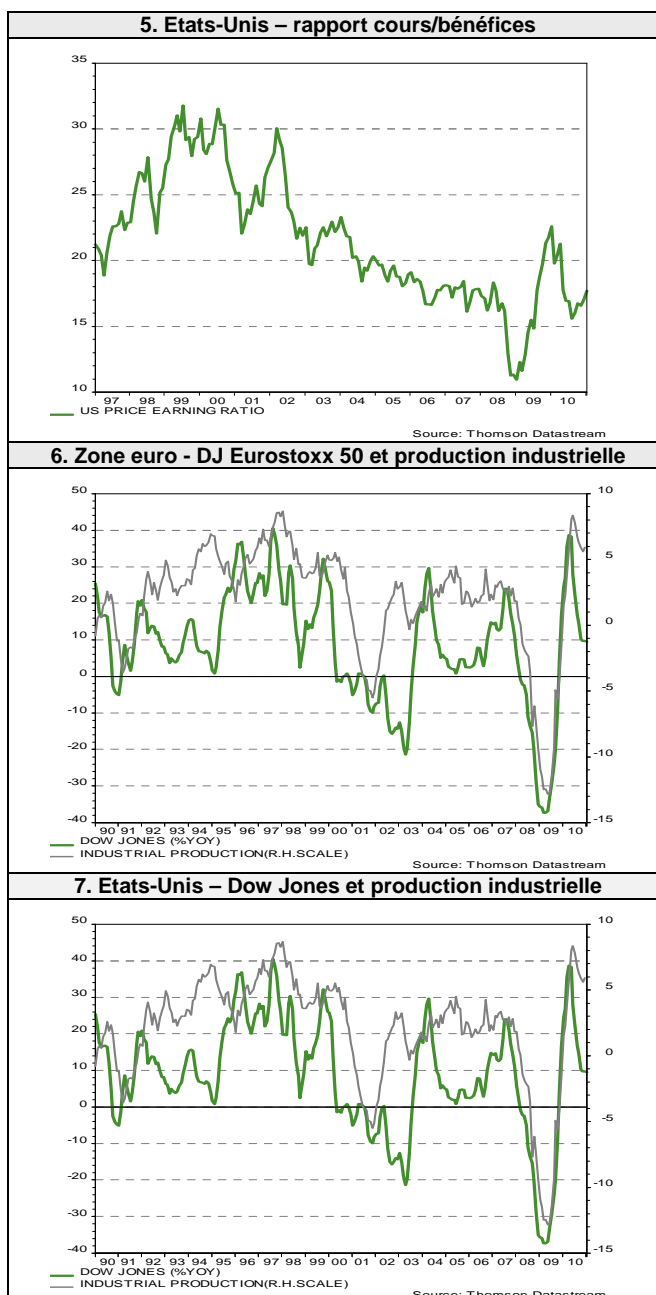 5. Etats-Unis – rapport cours/bénéfices
35
30
25
20
15
10
97 98 99 00 01 02 03 04 05 06 07 08 09 10
US PRICE EARNING RATIO
Source: Thomson Datastream
6. Zone euro - DJ Eurostoxx 50 et production industrielle
50 10
40
30 5
20
10 0
0
-10 -5
-20
-30 -10
-40 -15
90 91 92 93 94 95 96 97 98 99 00 01 02 03 04 05 06 07 08 09 10
DOW JONES (%YOY)
INDUSTRIAL PRODUCTION(R.H.SCALE)
Source: Thomson Datastream
7. Etats-Unis – Dow Jones et production industrielle
50 10
40
30 5
20
10 0
0
-10 -5
-20
-30 -10
-40 -15
90 91 92 93 94 95 96 97 98 99 00 01 02 03 04 05 06 07 08 09 10
DOW JONES (%YOY)
INDUSTRIAL PRODUCTION(R.H.SCALE)
Source: Thomson Datastream